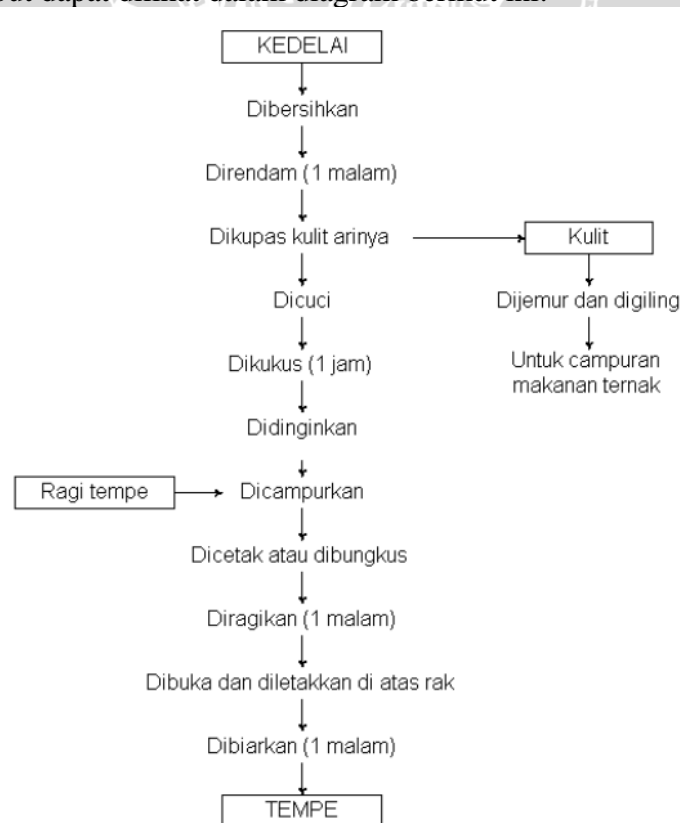 KEDELAI
Dibersihkan
Direndam (1 malam)
Dikupas kulit arinya
Kulit
Dicuci
Dijemur dan digiling
Dikukus (1 jam)
Untuk campuran
makanan ternak
Didinginkan
Ragi tempe
Dicampurkan
Dicetak atau dibungkus
Diragikan (1 malam)
Dibuka dan diletakkan di atas rak
Dibiarkan (1 malam)
TEMPE